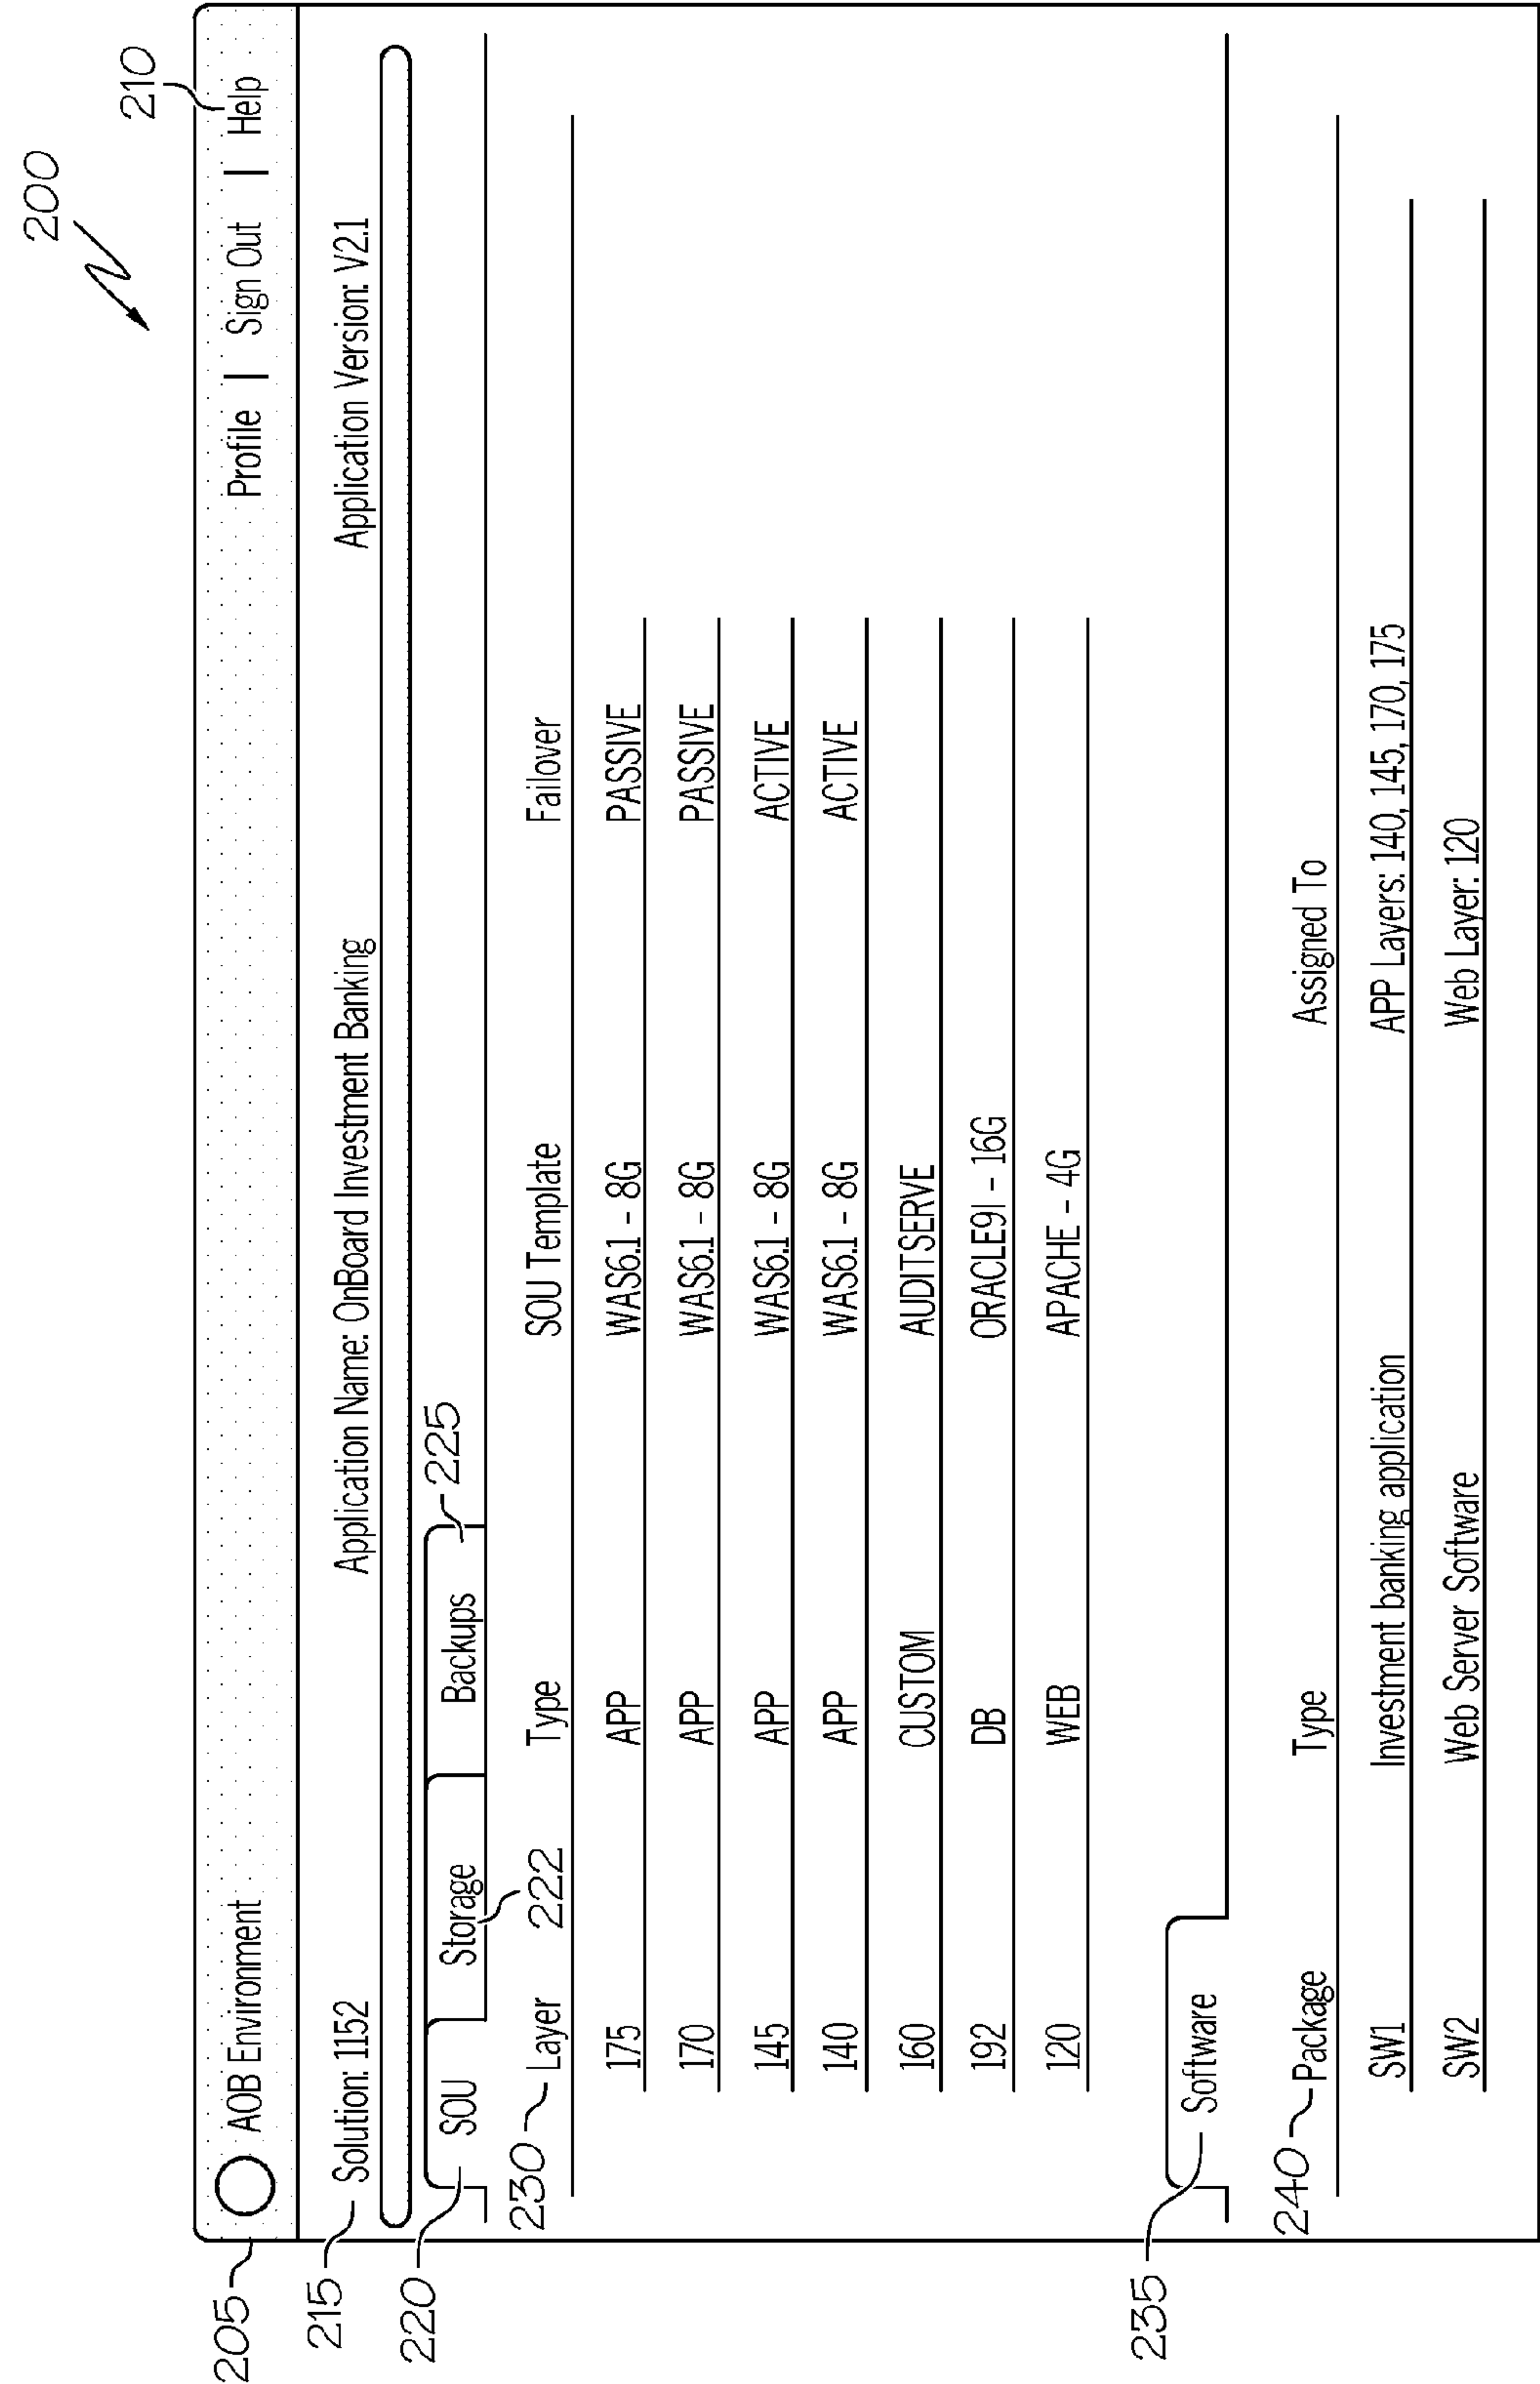 200
210
205
AOB Environment Profile | Sign Out | Help
215
Solution: 1152 Application Name: OnBoard Investment Banking Application Version: V2.1
220
SOU Storage Backups 225
222
230 Layer Type SOU Template Failover
175 APP WAS6.1 - 8G PASSIVE
170 APP WAS6.1 - 8G PASSIVE
145 APP WAS6.1 - 8G ACTIVE
140 APP WAS6.1 - 8G ACTIVE
160 CUSTOM AUDITSERVE
192 DB ORACLE9I - 16G
120 WEB APACHE - 4G
235
Software
240 Package Type Assigned To
SW1 Investment banking application APP Layers: 140, 145, 170, 175
SW2 Web Server Software Web Layer: 120